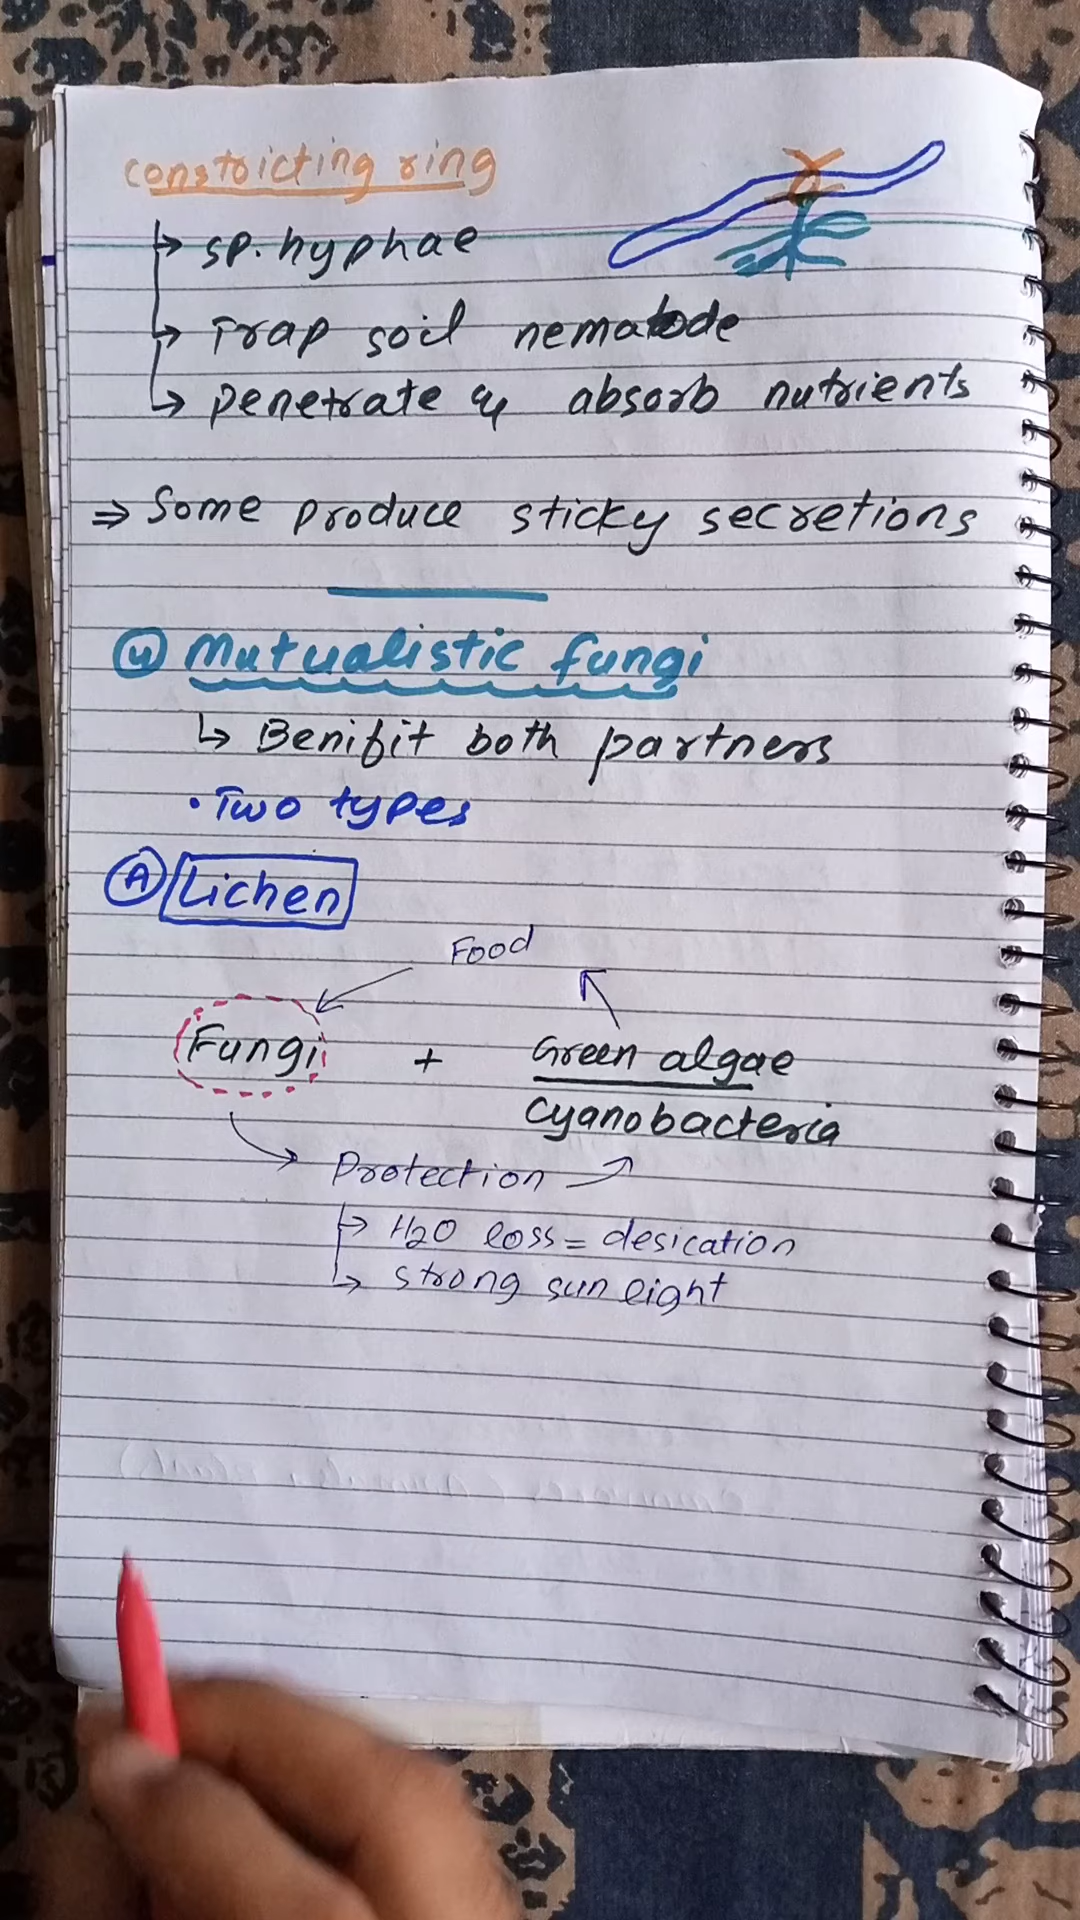 constricting ring
→ sp. hyphae
→ Trap soil nematode
→ penetrate & absorb nutrients
⇒ Some produce sticky secretions
④ Mutualistic fungi
↳ Benifit both partners
• Two types
Ⓐ Lichen
Food
Fungi + Green algae
Cyanobacteria
Protection
→ H2O loss = desication
→ strong sun light